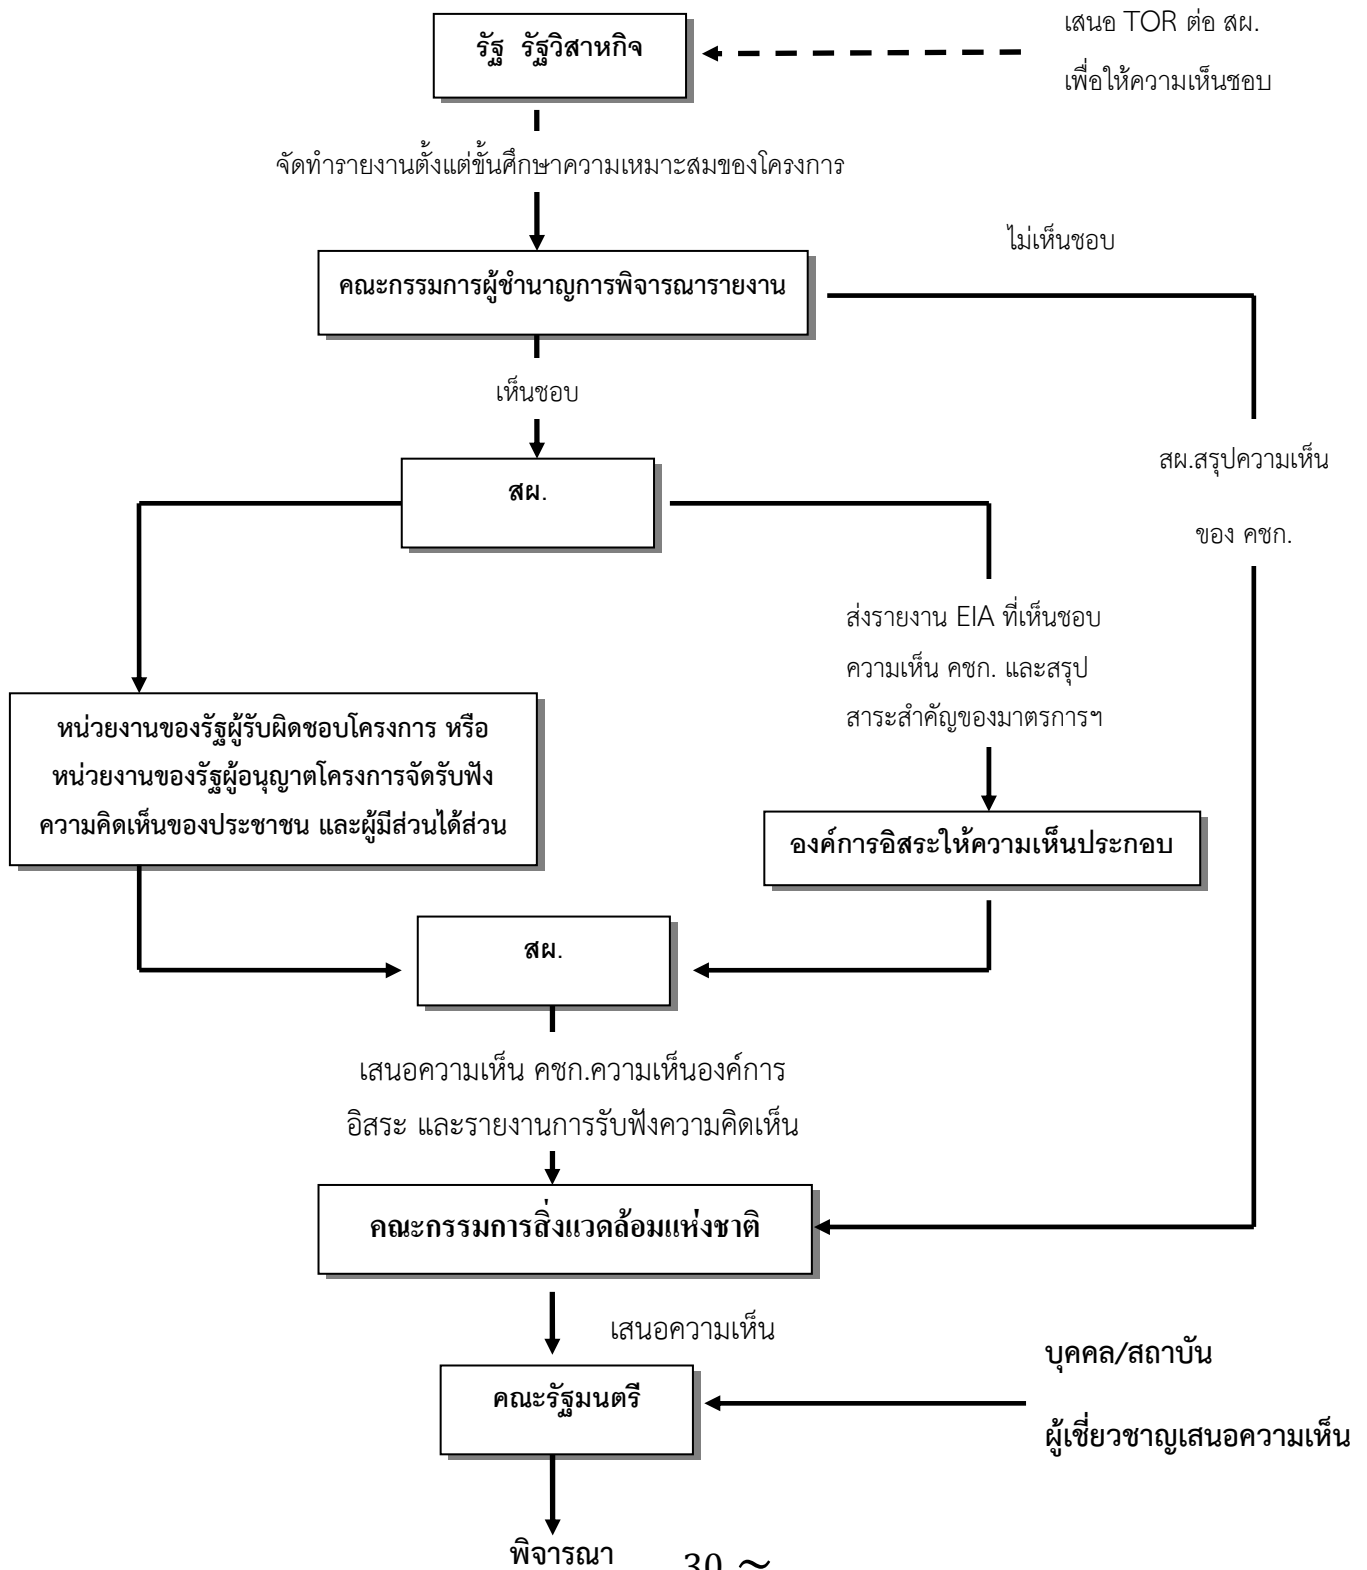 รัฐ รัฐวิสาหกิจ
เสนอ TOR ต่อ สผ.
เพื่อให้ความเห็นชอบ
จัดทำรายงานตั้งแต่ขั้นศึกษาความเหมาะสมของโครงการ
ไม่เห็นชอบ
คณะกรรมการผู้ชำนาญการพิจารณารายงาน
เห็นชอบ
สผ.สรุปความเห็น
ของ คชก.
สผ.
ส่งรายงาน EIA ที่เห็นชอบ
ความเห็น คชก. และสรุป
สาระสำคัญของมาตรการฯ
หน่วยงานของรัฐผู้รับผิดชอบโครงการ หรือ
หน่วยงานของรัฐผู้อนุญาตโครงการจัดรับฟัง
ความคิดเห็นของประชาชน และผู้มีส่วนได้ส่วน
องค์การอิสระให้ความเห็นประกอบ
สผ.
เสนอความเห็น คชก.ความเห็นองค์การ
อิสระ และรายงานการรับฟังความคิดเห็น
คณะกรรมการสิ่งแวดล้อมแห่งชาติ
เสนอความเห็น
บุคคล/สถาบัน
ผู้เชี่ยวชาญเสนอความเห็น
คณะรัฐมนตรี
พิจารณา
30 ~